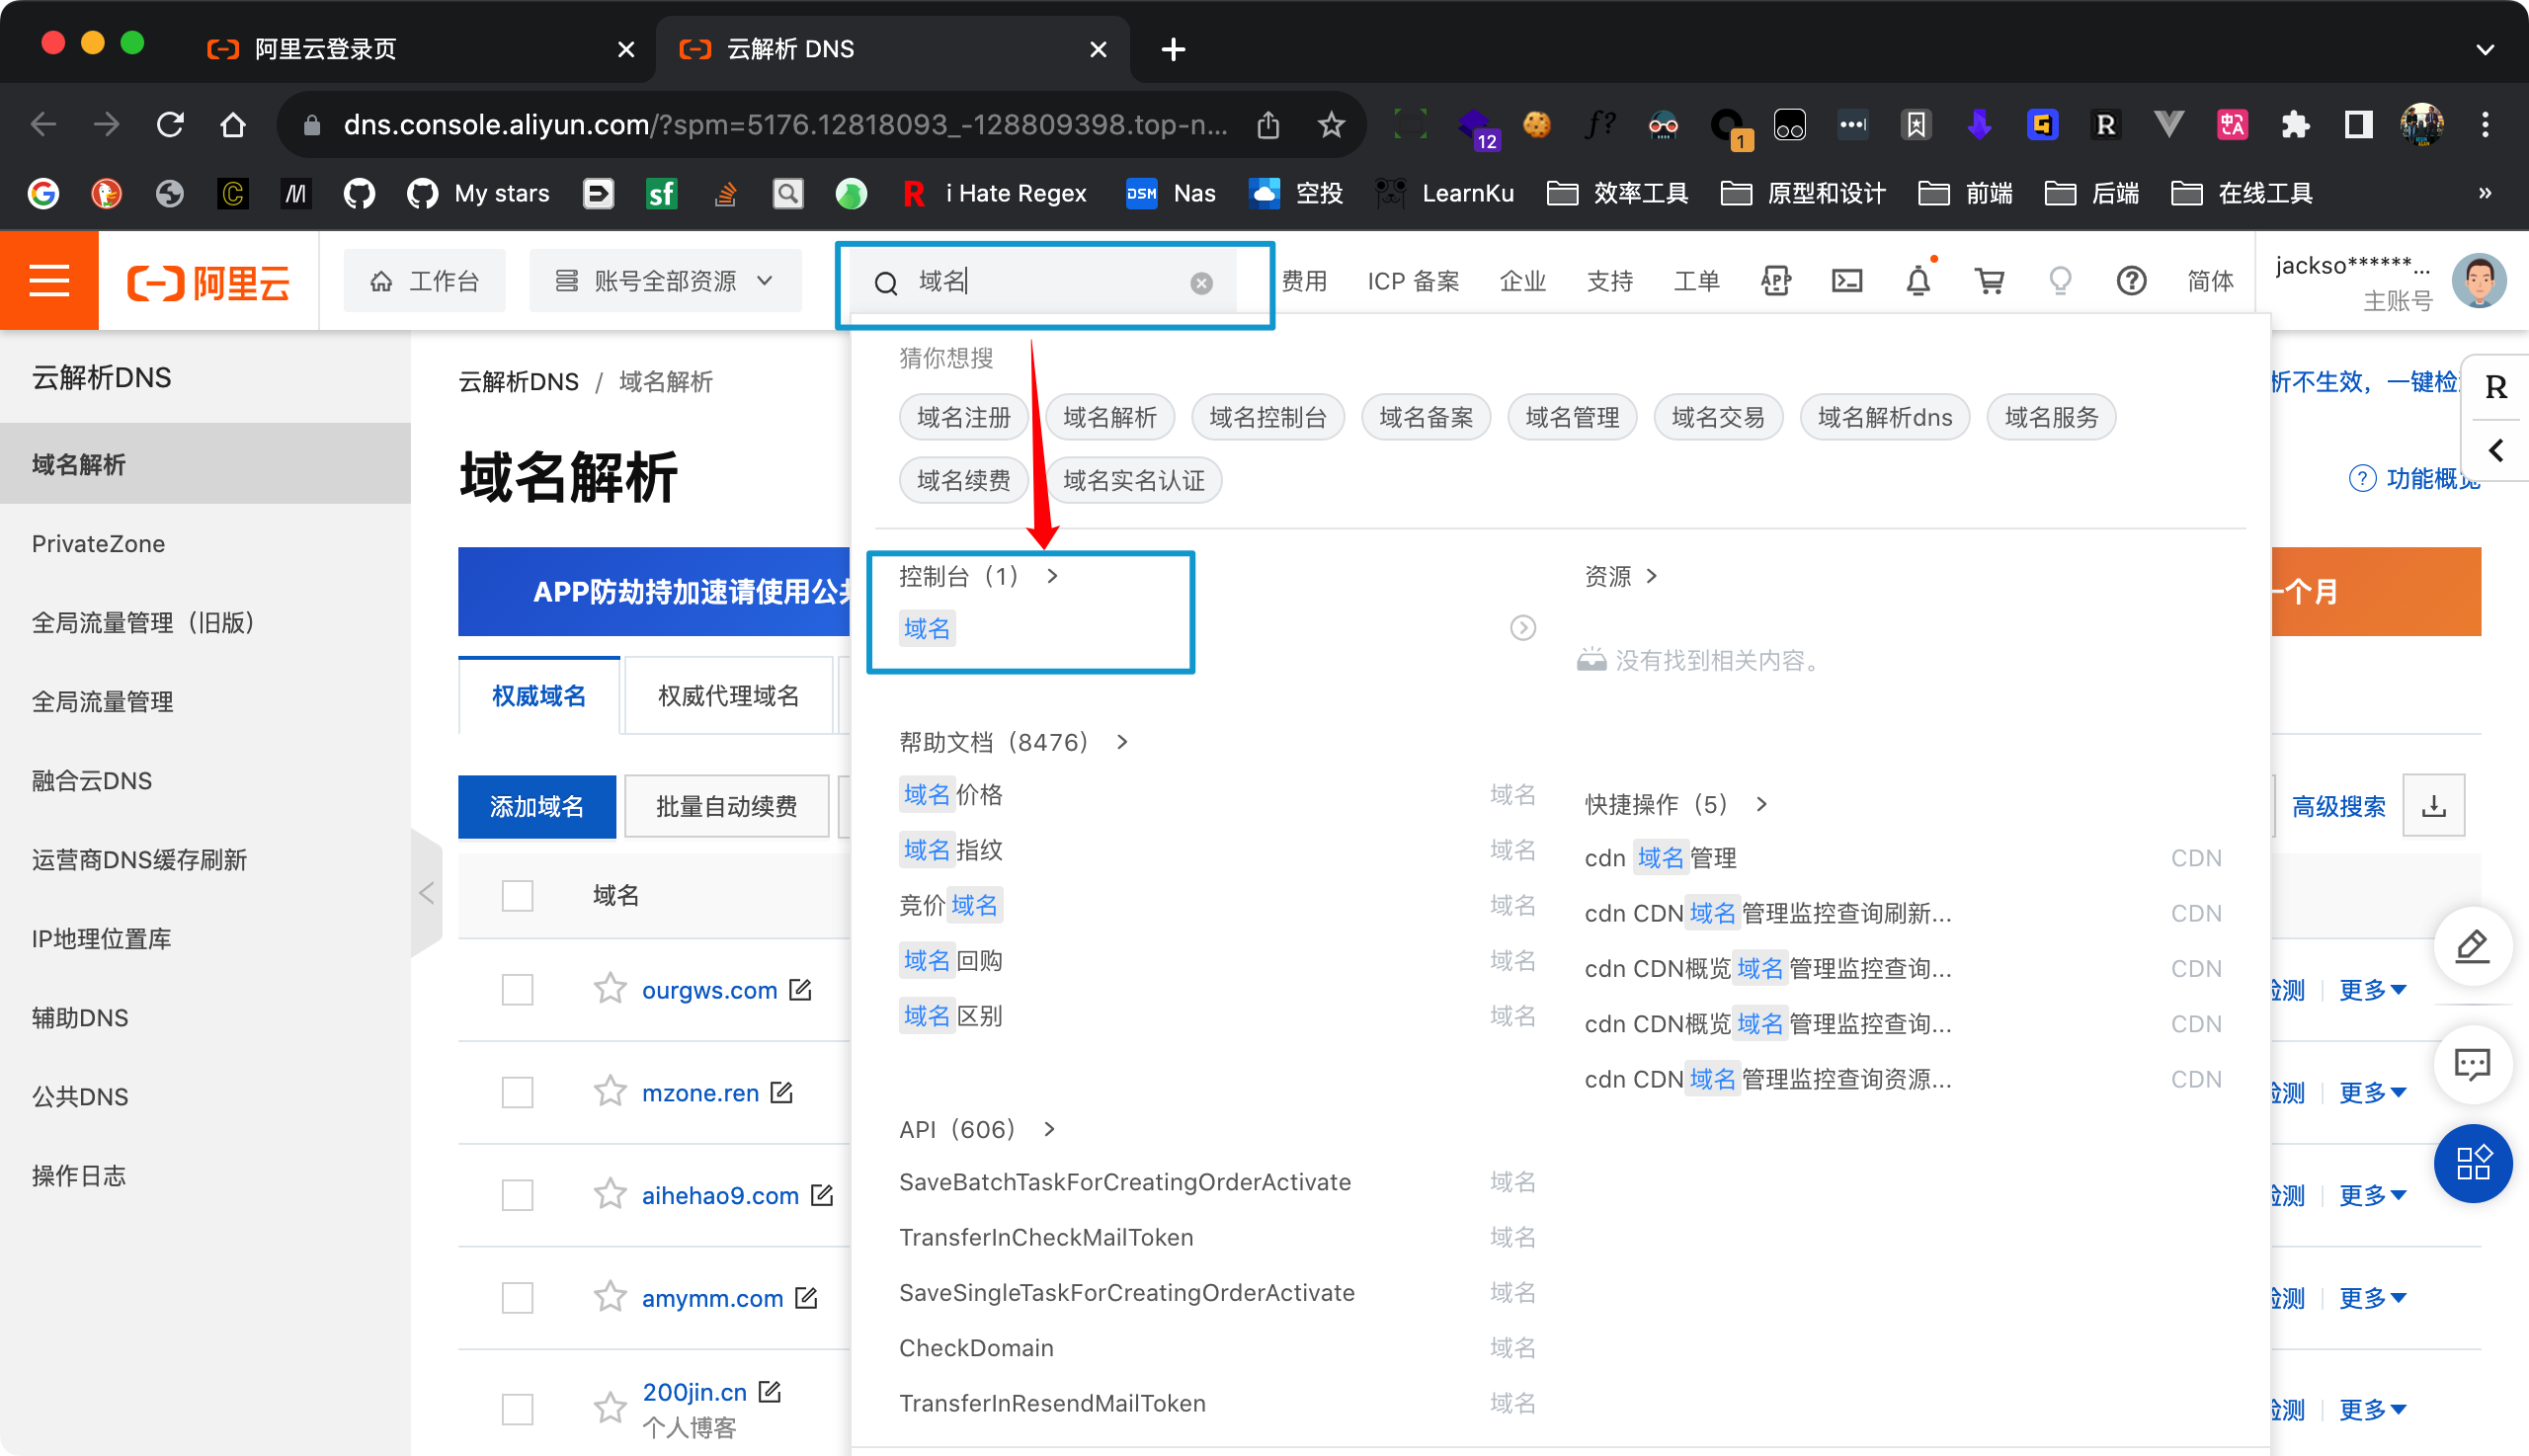 阿里云登录页
云解析 DNS
dns.console.aliyun.com/?spm=5176.12818093_-128809398.top-n...
12
1
My stars
i Hate Regex
DSM
Nas
空投
LearnKu
效率工具
原型和设计
前端
后端
在线工具
»
阿里云
工作台
账号全部资源
域名
费用
ICP 备案
企业
支持
工单
APP
简体
jackso******...
主账号
云解析DNS
域名解析
PrivateZone
全局流量管理（旧版）
全局流量管理
融合云DNS
运营商DNS缓存刷新
IP地理位置库
辅助DNS
公共DNS
操作日志
云解析DNS / 域名解析
析不生效，一键检
域名解析
功能概览
APP防劫持加速请使用公共
一个月
权威域名
权威代理域名
添加域名
批量自动续费
高级搜索
域名
ourgws.com
检测
更多
mzone.ren
检测
更多
aihehao9.com
检测
更多
amymm.com
检测
更多
200jin.cn
个人博客
检测
更多
猜你想搜
域名注册
域名解析
域名控制台
域名备案
域名管理
域名交易
域名解析dns
域名服务
域名续费
域名实名认证
控制台（1）
域名
资源
没有找到相关内容。
帮助文档（8476）
域名价格 域名
域名指纹 域名
竞价域名 域名
域名回购 域名
域名区别 域名
快捷操作（5）
cdn 域名管理 CDN
cdn CDN域名管理监控查询刷新... CDN
cdn CDN概览域名管理监控查询... CDN
cdn CDN概览域名管理监控查询... CDN
cdn CDN域名管理监控查询资源... CDN
API（606）
SaveBatchTaskForCreatingOrderActivate 域名
TransferInCheckMailToken 域名
SaveSingleTaskForCreatingOrderActivate 域名
CheckDomain 域名
TransferInResendMailToken 域名